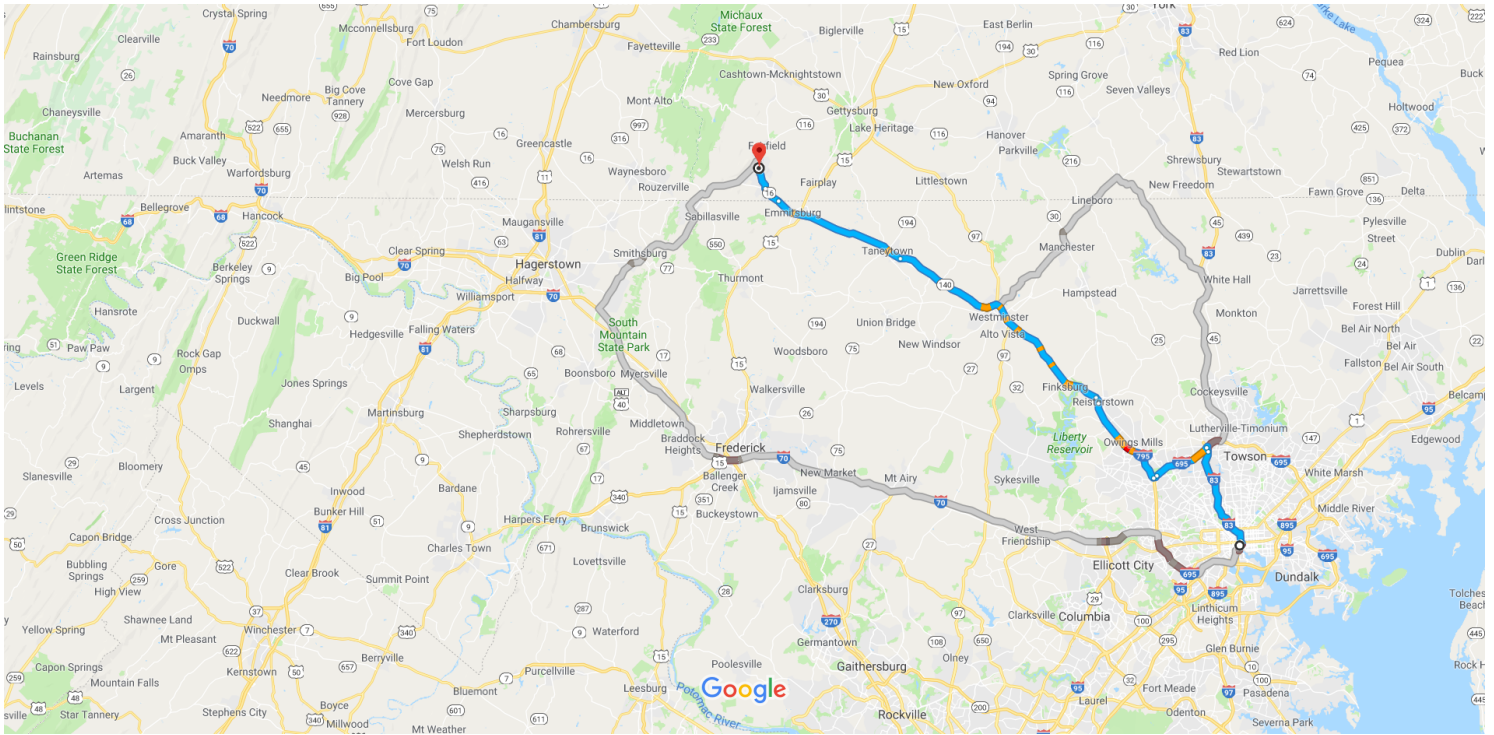 Crystal Spring
Michaux
State Forest
York
Clearville
Mcconnellsburg
Chambersburg
Biglerville
East Berlin
Rainsburg
Fort Loudon
Fayetteville
Red Lion
Cove Gap
Cashtown-Mcknightstown
Spring Grove
Pequea
Big Cove
Tannery
Needmore
Mercersburg
Mont Alto
New Oxford
Seven Valleys
Chaneysville
Gettysburg
Holtwood
Buchanan
State Forest
Amaranth
Greencastle
Lake Heritage
Hanover
Parkville
Buck Valley
Welsh Run
Waynesboro
Shrewsbury
Artemas
Warfordsburg
Rouzerville
Fairplay
Littlestown
New Freedom
Stewartstown
Fawn Grove
Delta
Bellegrove
Hancock
Maugansville
Sabillasville
Emmitsburg
Lineboro
Pylesville
Street
Green Ridge
State Forest
Berkeley
Springs
Clear Spring
Big Pool
Hagerstown
Halfway
Smithsburg
Taneytown
Manchester
White Hall
Dublin
Williamsport
Thurmont
Hampstead
Jarrettsville
Hansrote
Duckwall
Falling Waters
Hedgesville
South
Mountain
State Park
Union Bridge
Westminster
Alto Vista
Monkton
Forest Hill
Bel Air North
Bel Air
Paw Paw
Rock Gap
Omps
Woodsboro
New Windsor
Fallston
Bel Air South
Levels
Largent
Jones Springs
Boonsboro
Myersville
Walkersville
Finksburg
Cockeysville
Martinsburg
Sharpsburg
Reisterstown
Shanghai
Shepherdstown
Rohrersville
Middletown
Braddock
Heights
Frederick
Liberty
Reservoir
Owings Mills
Lutherville-Timonium
Towson
Edgewood
Slanesville
Bloomery
Ballenger
Creek
New Market
Mt Airy
Sykesville
White Marsh
Inwood
Bunker Hill
Bardane
Ijamsville
Buckeystown
Cross Junction
Harpers Ferry
Brunswick
West
Friendship
Middle River
Capon Bridge
Charles Town
Lovettsville
Ellicott City
Dundalk
Bubbling
Springs
Gore
High View
Clear Brook
Summit Point
Clarksburg
Clarksville
Columbia
Linthicum
Heights
Yellow Spring
Shawnee Land
Mt Pleasant
Winchester
Waterford
Germantown
Glen Burnie
Capon Springs
Mountain Falls
Kernstown
Berryville
Purcellville
Poolesville
Gaithersburg
Olney
Fort Meade
Pasadena
Bluemont
Leesburg
Google
Laurel
Star Tannery
Stephens City
Boyce
Millwood
Mt Weather
Potomac River
Rockville
Odenton
Severna Park